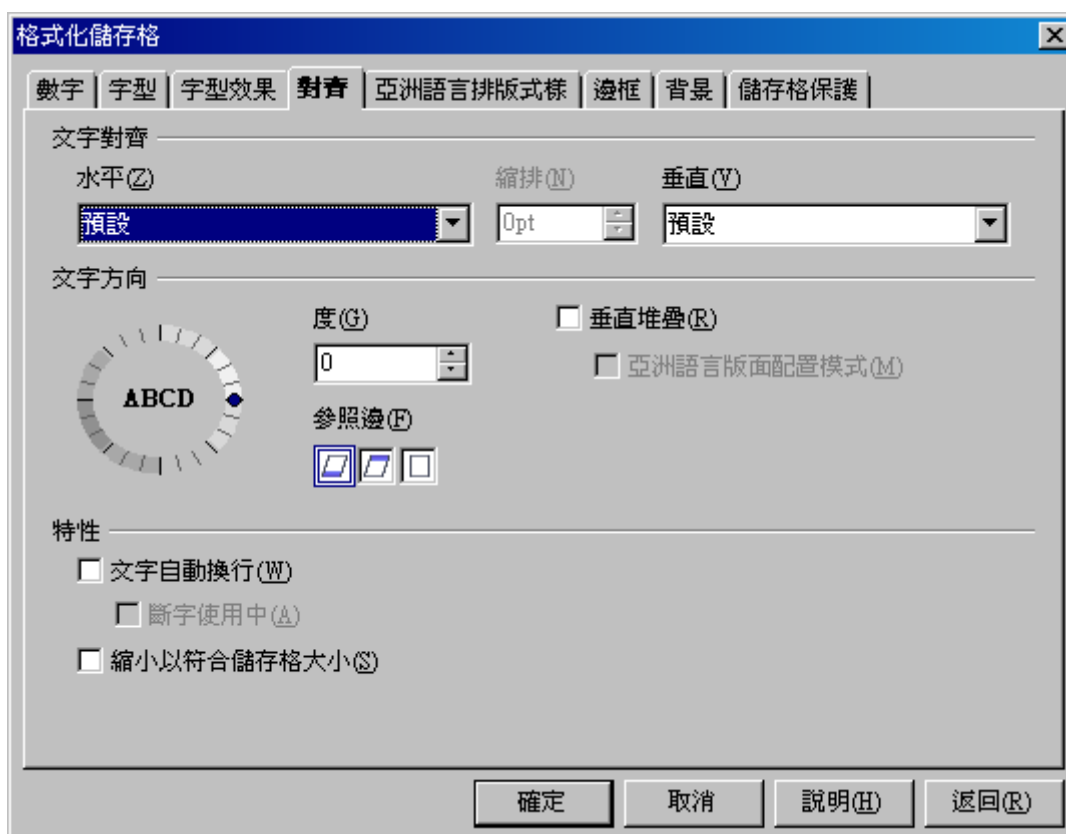 格式化儲存格
數字 字型 字型效果 對齊 亞洲語言排版式樣 邊框 背景 儲存格保護
文字對齊
水平(Z) 縮排(N) 垂直(V)
預設 0pt 預設
文字方向
ABCD
度(G) 垂直堆疊(R)
0 亞洲語言版面配置模式(M)
參照邊(F)
特性
文字自動換行(W)
斷字使用中(A)
縮小以符合儲存格大小(S)
確定 取消 說明(H) 返回(R)